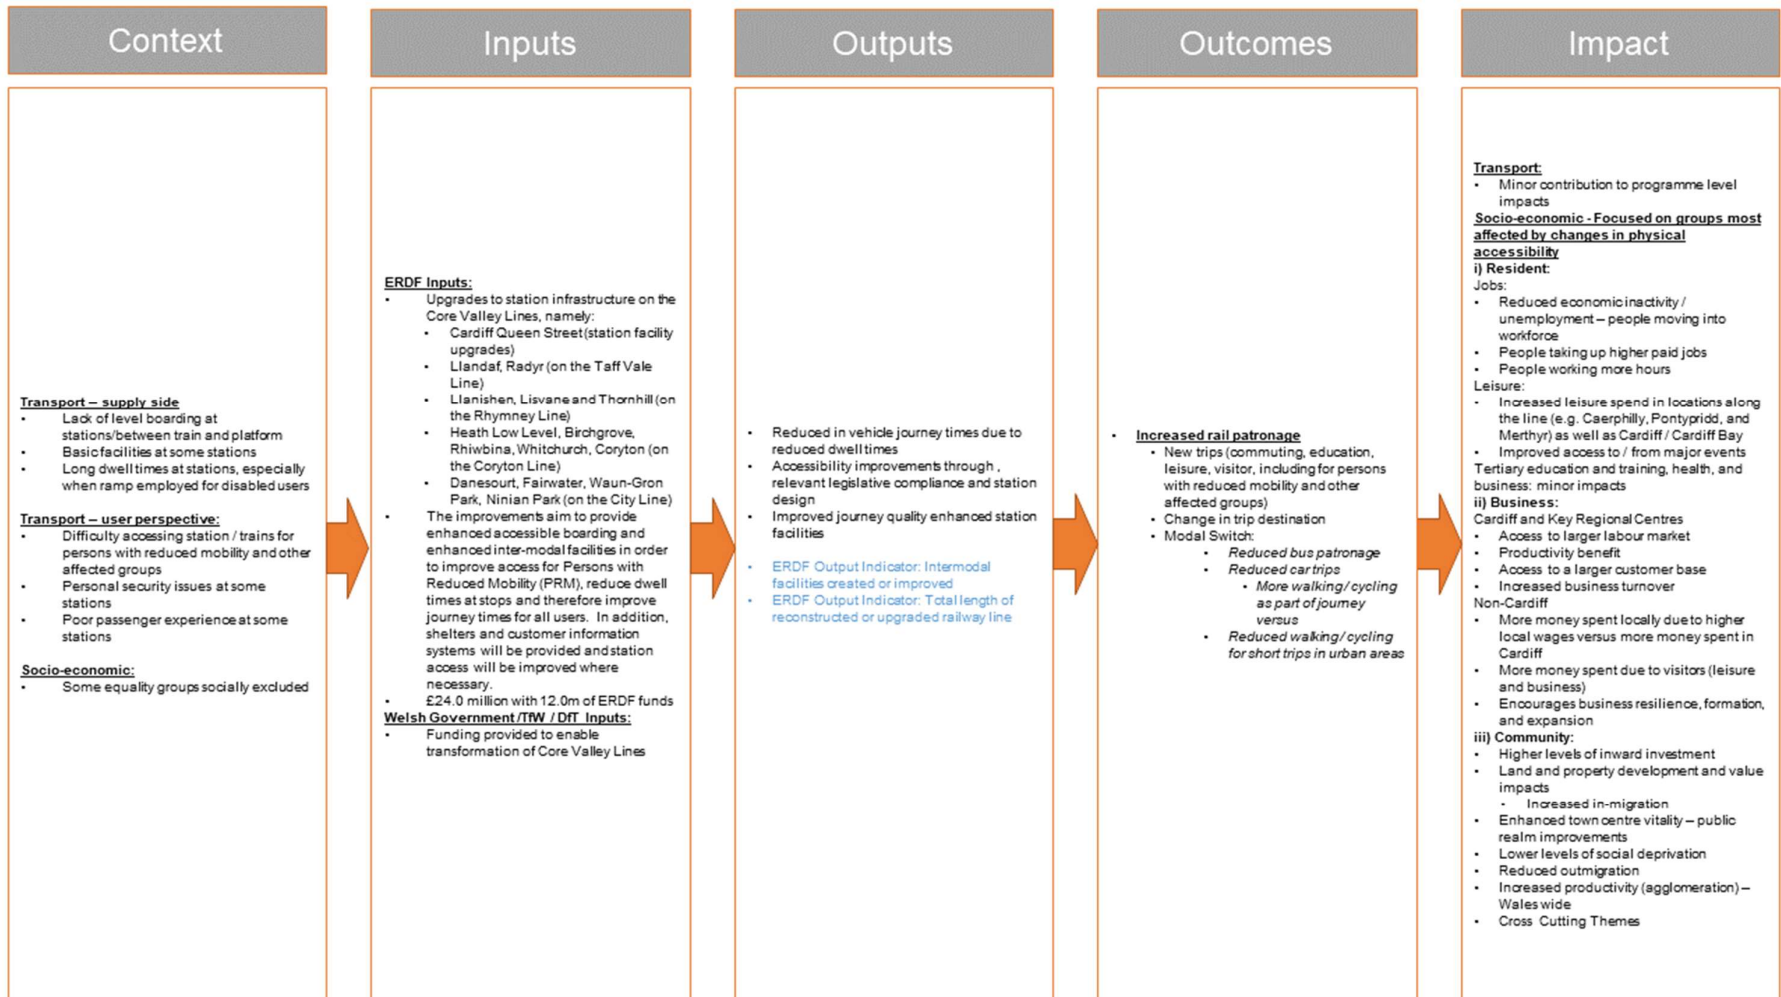 Context
Transport – supply side
• Lack of level boarding at
stations/between train and platform
• Basic facilities at some stations
• Long dwell times at stations, especially
when ramp employed for disabled users
Transport – user perspective:
• Difficulty accessing station / trains for
persons with reduced mobility and other
affected groups
• Personal security issues at some
stations
• Poor passenger experience at some
stations
Socio-economic:
• Some equality groups socially excluded
Inputs
ERDF Inputs:
• Upgrades to station infrastructure on the
Core Valley Lines, namely:
• Cardiff Queen Street (station facility
upgrades)
• Llandaf, Radyr (on the Taff Vale
Line)
• Llanishen, Lisvane and Thornhill (on
the Rhymney Line)
• Heath Low Level, Birchgrove,
Rhiwbina, Whitchurch, Coryton (on
the Coryton Line)
• Danescourt, Fairwater, Waun-Gron
Park, Ninian Park (on the City Line)
• The improvements aim to provide
enhanced accessible boarding and
enhanced inter-modal facilities in order
to improve access for Persons with
Reduced Mobility (PRM), reduce dwell
times at stops and therefore improve
journey times for all users. In addition,
shelters and customer information
systems will be provided and station
access will be improved where
necessary.
• £24.0 million with 12.0m of ERDF funds
Welsh Government /TfW / DfT Inputs:
• Funding provided to enable
transformation of Core Valley Lines
Outputs
• Reduced in vehicle journey times due to
reduced dwell times
• Accessibility improvements through ,
relevant legislative compliance and station
design
• Improved journey quality enhanced station
facilities
• ERDF Output Indicator: Intermodal
facilities created or improved
• ERDF Output Indicator: Total length of
reconstructed or upgraded railway line
Outcomes
• Increased rail patronage
• New trips (commuting, education,
leisure, visitor, including for persons
with reduced mobility and other
affected groups)
• Change in trip destination
• Modal Switch:
• Reduced bus patronage
• Reduced car trips
• More walking/ cycling
as part of journey
versus
• Reduced walking/ cycling
for short trips in urban areas
Impact
Transport:
• Minor contribution to programme level
impacts
Socio-economic - Focused on groups most
affected by changes in physical
accessibility
i) Resident:
Jobs:
• Reduced economic inactivity /
unemployment – people moving into
workforce
• People taking up higher paid jobs
• People working more hours
Leisure:
• Increased leisure spend in locations along
the line (e.g. Caerphilly, Pontypridd, and
Merthyr) as well as Cardiff / Cardiff Bay
• Improved access to / from major events
Tertiary education and training, health, and
business: minor impacts
ii) Business:
Cardiff and Key Regional Centres
• Access to larger labour market
• Productivity benefit
• Access to a larger customer base
• Increased business turnover
Non-Cardiff
• More money spent locally due to higher
local wages versus more money spent in
Cardiff
• More money spent due to visitors (leisure
and business)
• Encourages business resilience, formation,
and expansion
iii) Community:
• Higher levels of inward investment
• Land and property development and value
impacts
- Increased in-migration
• Enhanced town centre vitality – public
realm improvements
• Lower levels of social deprivation
• Reduced outmigration
• Increased productivity (agglomeration) –
Wales wide
• Cross Cutting Themes